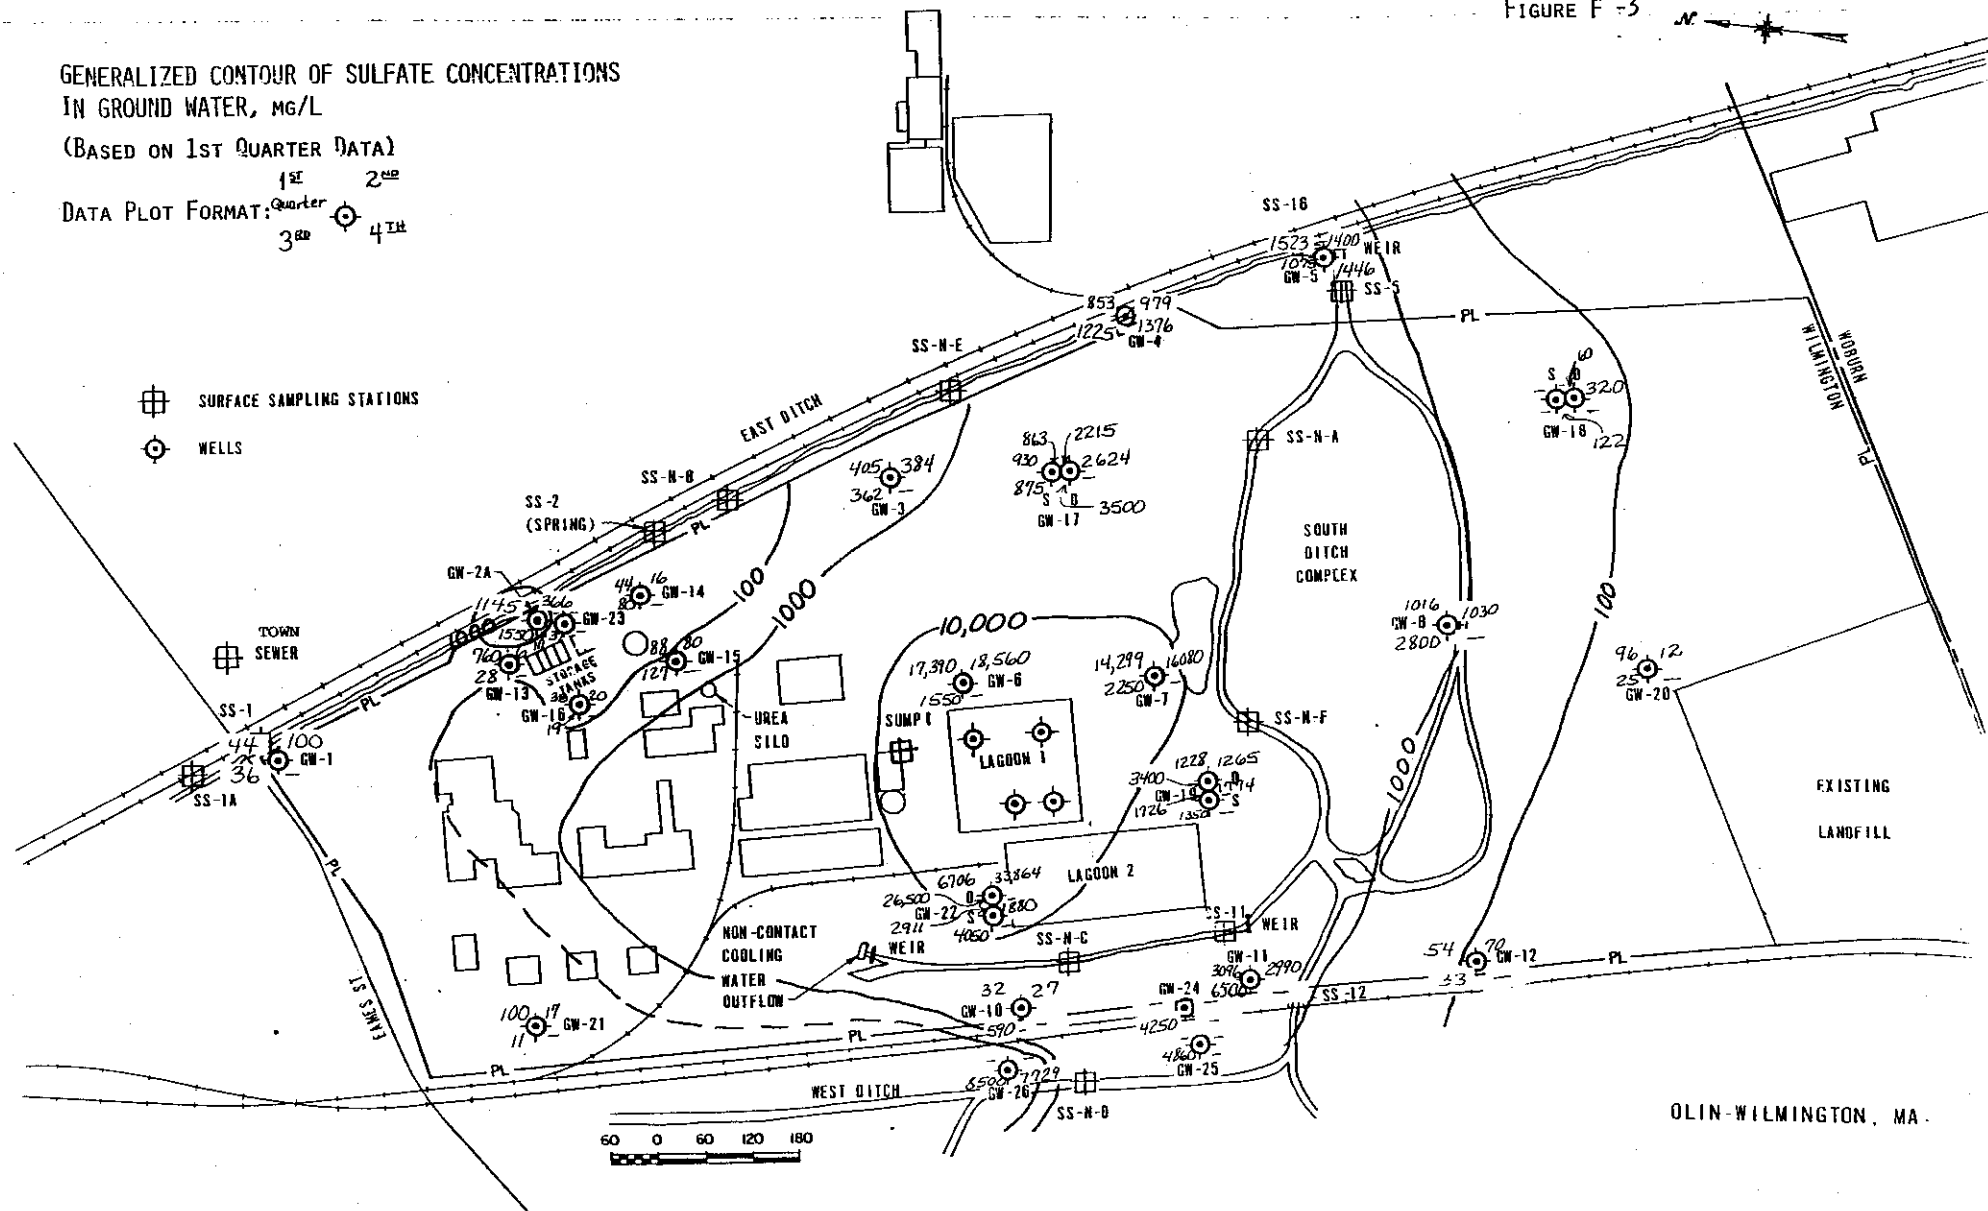 FIGURE F-3
N
GENERALIZED CONTOUR OF SULFATE CONCENTRATIONS
IN GROUND WATER, MG/L
(BASED ON 1ST QUARTER DATA)
1ST 2ND
DATA PLOT FORMAT: Quarter
3RD 4TH
SURFACE SAMPLING STATIONS
WELLS
SS-16
1523 1400 WEIR
GW-5 1446
SS-5
853 979
1225 1376
GW-4
PL
SS-N-E
EAST DITCH
WILMINGTON
WOBURN
PL
60
S D 320
GW-18
122
SS-N-A
863 2215
930 2624
875
S D 3500
GW-17
405 384
362
GW-3
SS-N-B
SS-2
(SPRING)
PL
SOUTH
DITCH
COMPLEX
GW-2A
44 16
80 GW-14
100
1000
1145 366
GW-23
1000
TOWN
SEWER
760
28
GW-13
STORAGE
TANKS
88 80
127 GW-15
20
GW-16
19
10,000
17,390 18,560
1550 GW-6
14,299 16080
2250
GW-7
1016 1030
GW-8
2800
100
96 12
25
GW-20
SS-1
PL
44 100
36 GW-1
SS-1A
UREA
SILO
SUMP
LAGOON 1
SS-N-F
1000
1228 1265
3400 D
GW-19 1774
1726 S
1350
EXISTING
LANDFILL
PL
EAMES ST
6706 33,864
26,500 D
GW-22 1880
2911 S
4050
LAGOON 2
SS-11
WEIR
SS-N-C
NON-CONTACT
COOLING
WATER
OUTFLOW
WEIR
GW-11
3096 2990
6500
54 70
GW-12
33
PL
SS-12
100 17
11 GW-21
32 27
GW-10
590
GW-24
4250
PL
PL
4860
GW-25
8500 7729
GW-26
WEST DITCH
SS-N-D
60 0 60 120 180
OLIN-WILMINGTON, MA.